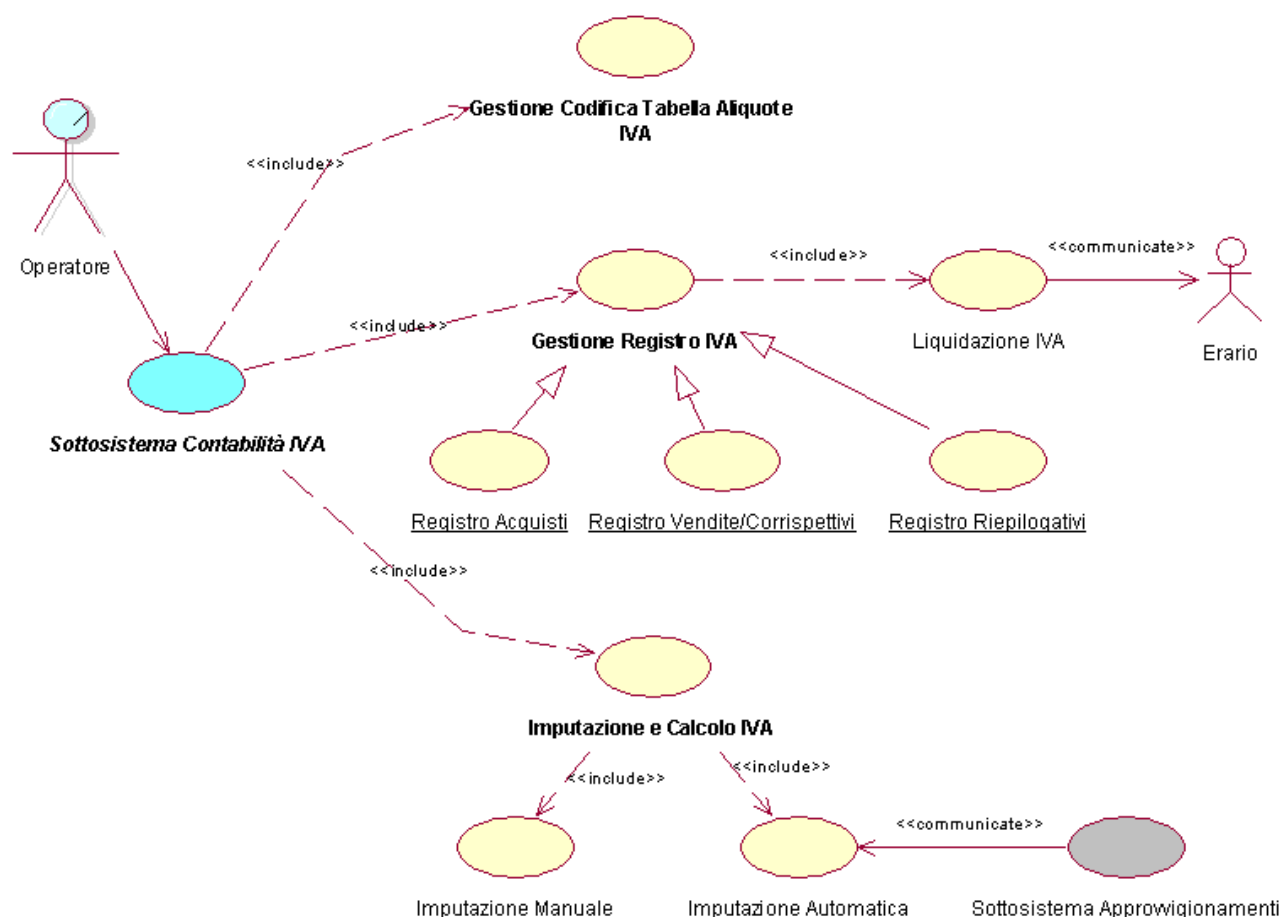 Gestione Codifica Tabella Aliquote
IVA
<<include>>
Operatore
<<include>>
<<communicate>>
<<include>>
Gestione Registro IVA
Liquidazione IVA
Erario
Sottosistema Contabilità IVA
Registro Acquisti
Registro Vendite/Corrispettivi
Registro Riepilogativi
<<include>>
Imputazione e Calcolo IVA
<<include>>
<<include>>
<<communicate>>
Imputazione Manuale
Imputazione Automatica
Sottosistema Approvvigionamenti